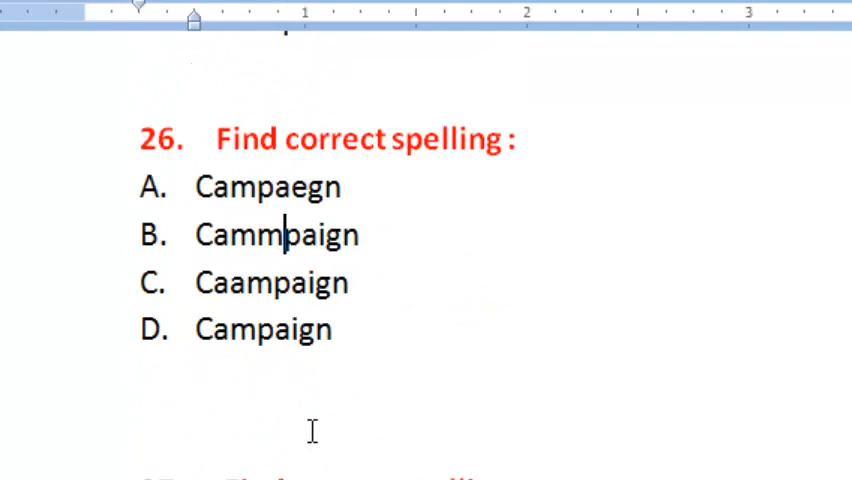 1 2 3
26. Find correct spelling :
A. Campaegn
B. Cammpaign
C. Caampaign
D. Campaign